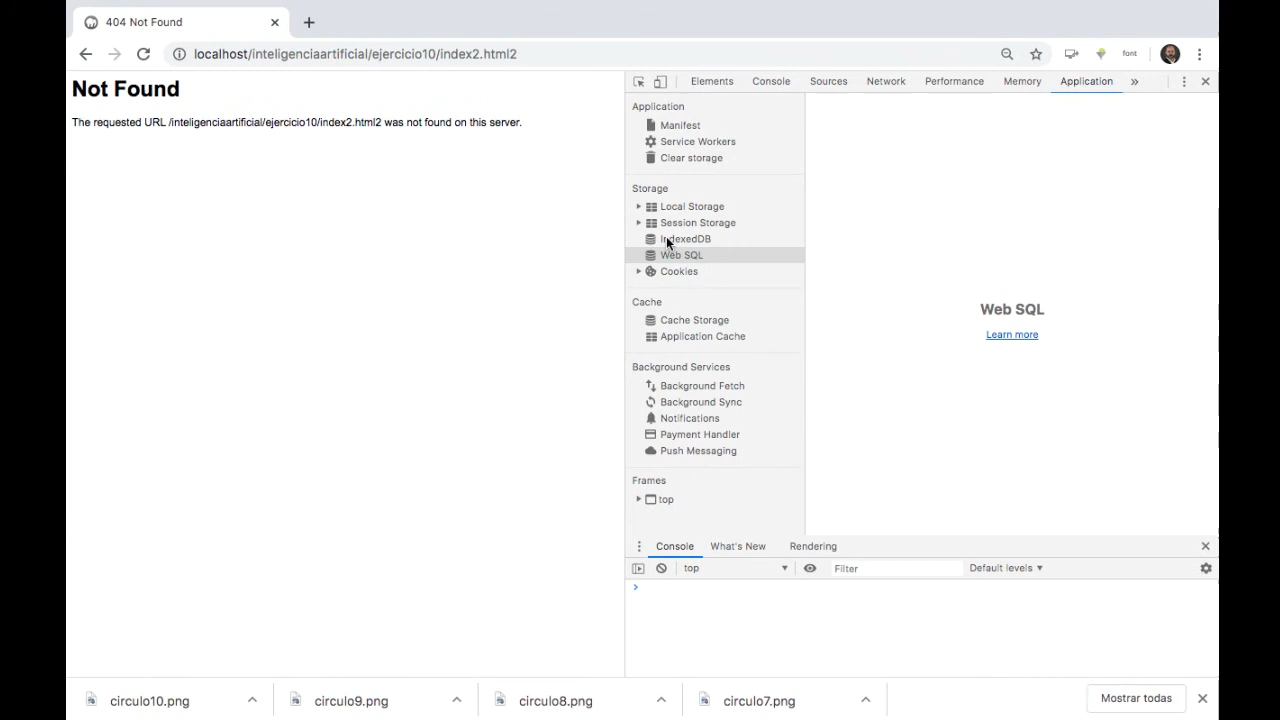 404 Not Found
localhost/inteligenciaartificial/ejercicio10/index2.html2
font
Not Found
The requested URL /inteligenciaartificial/ejercicio10/index2.html2 was not found on this server.
Elements Console Sources Network Performance Memory Application
Application
Manifest
Service Workers
Clear storage
Storage
Local Storage
Session Storage
IndexedDB
Web SQL
Cookies
Cache
Cache Storage
Application Cache
Background Services
Background Fetch
Background Sync
Notifications
Payment Handler
Push Messaging
Frames
top
Web SQL
Learn more
Console What's New Rendering
top Filter Default levels
circulo10.png circulo9.png circulo8.png circulo7.png Mostrar todas